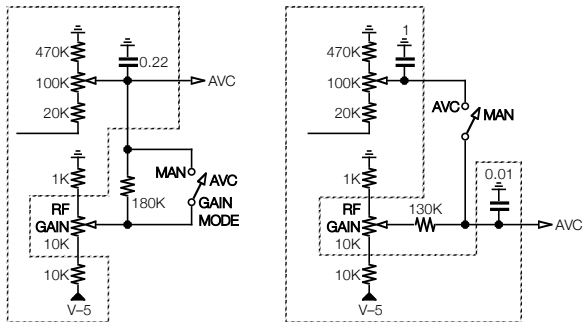 470K
0.22
100K
AVC
20K
1K
MAN
AVC
180K
GAIN
MODE
RF
GAIN
10K
10K
V–5
1
470K
100K
AVC
MAN
20K
1K
0.01
RF
GAIN
130K
10K
AVC
10K
V–5